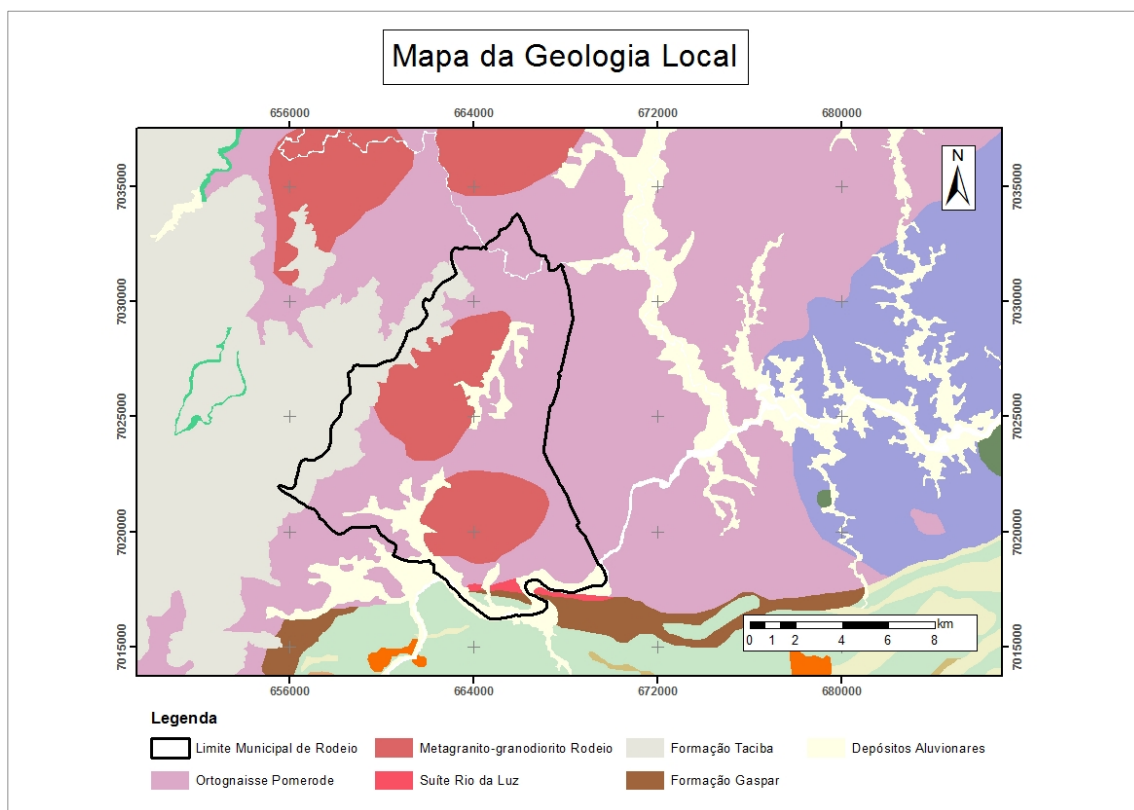 Mapa da Geologia Local
656000 664000 672000 680000
7035000 7035000
N
7030000 7030000
7025000 7025000
7020000 7020000
7015000 7015000
km
0 1 2 4 6 8
656000 664000 672000 680000
Legenda
Limite Municipal de Rodeio Metagranito-granodiorito Rodeio Formação Taciba Depósitos Aluvionares
Ortognaisse Pomerode Suíte Rio da Luz Formação Gaspar